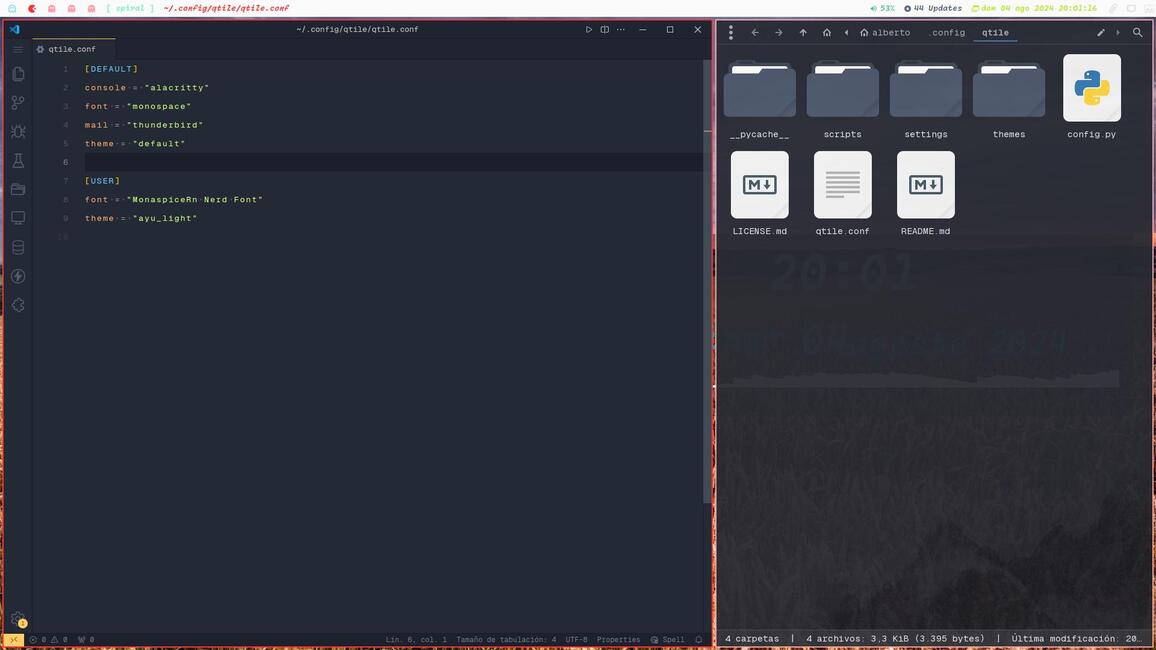 [ spiral ] ~/.config/qtile/qtile.conf 53% 44 Updates dom 04 ago 2024 20:01:16
~/.config/qtile/qtile.conf
qtile.conf
1 [DEFAULT]
2 console = "alacritty"
3 font = "monospace"
4 mail = "thunderbird"
5 theme = "default"
6
7 [USER]
8 font = "MonaspiceRn Nerd Font"
9 theme = "ayu_light"
10
1
0 0 0 Lín. 6, col. 1 Tamaño de tabulación: 4 UTF-8 Properties Spell
alberto .config qtile
__pycache__ scripts settings themes config.py
LICENSE.md qtile.conf README.md
20:01
04 2024
4 carpetas | 4 archivos: 3,3 KiB (3.395 bytes) | Última modificación: 20…